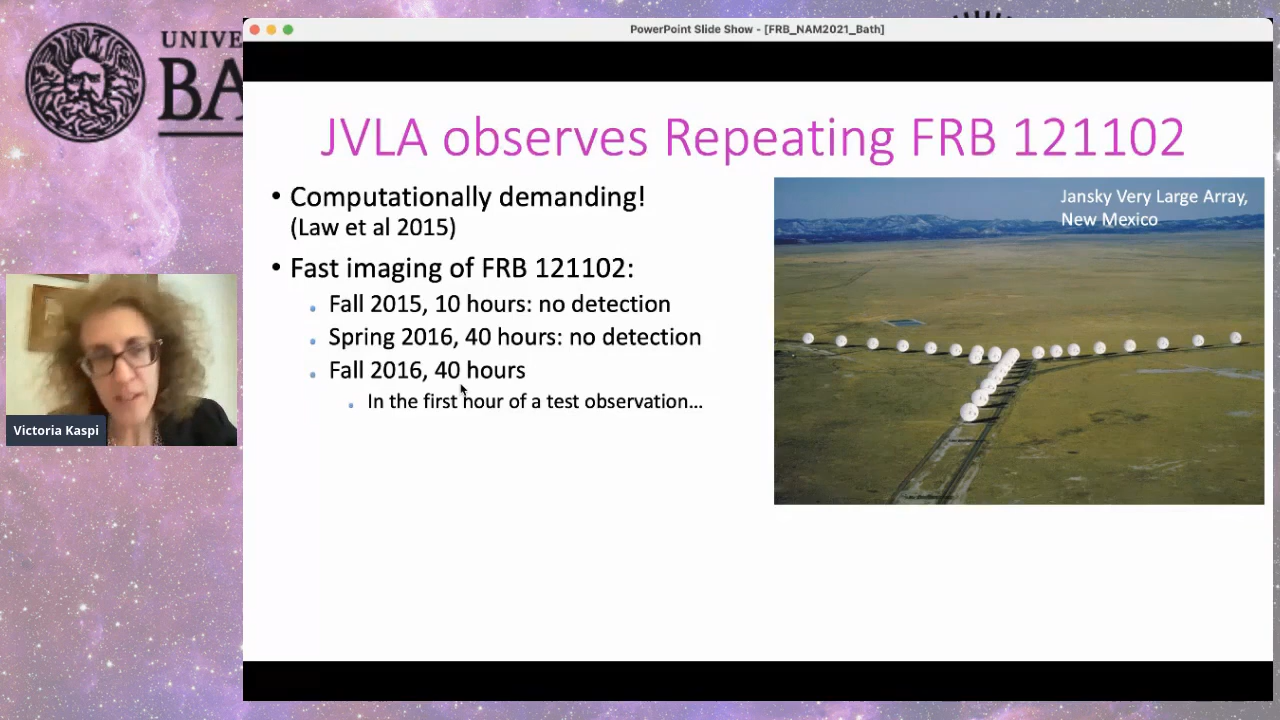 UNIVE
BA
PowerPoint Slide Show - [FRB_NAM2021_Bath]
JVLA observes Repeating FRB 121102
• Computationally demanding!
(Law et al 2015)
• Fast imaging of FRB 121102:
• Fall 2015, 10 hours: no detection
• Spring 2016, 40 hours: no detection
• Fall 2016, 40 hours
• In the first hour of a test observation...
Jansky Very Large Array,
New Mexico
Victoria Kaspi